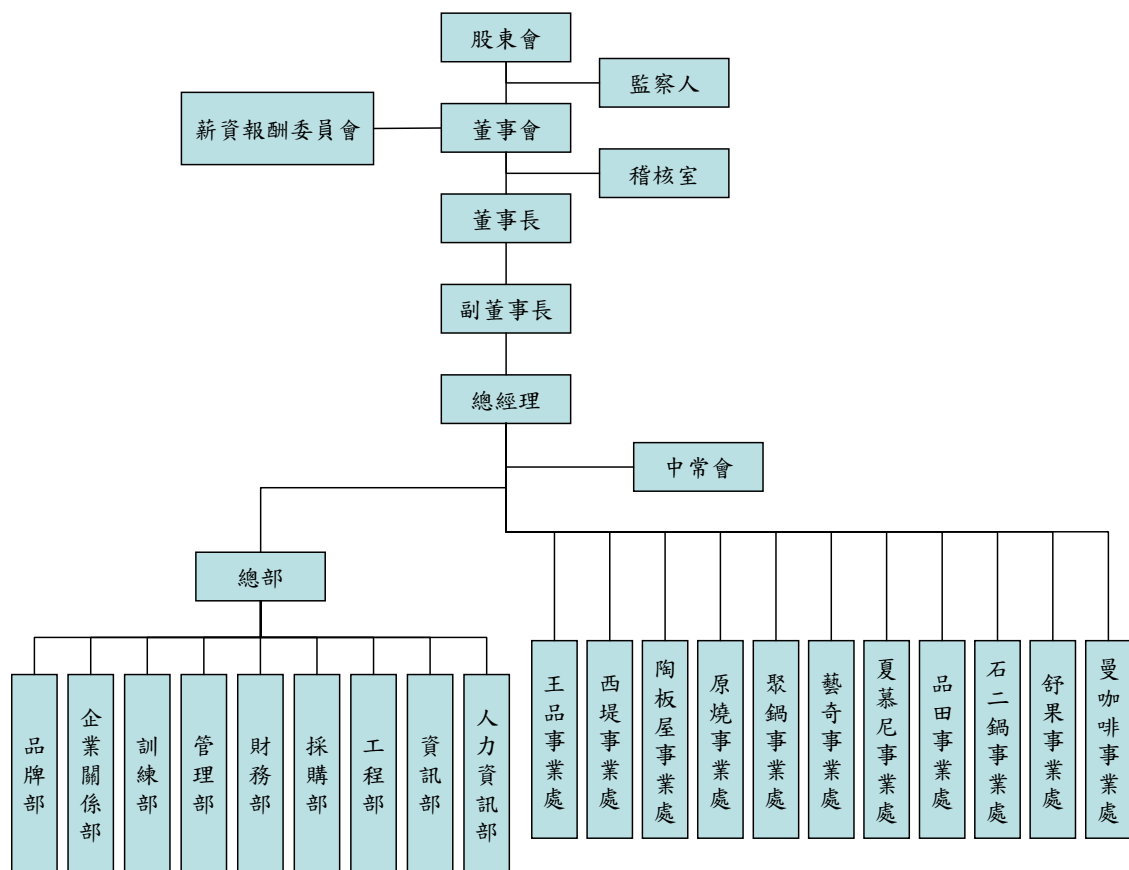 股東會
監察人
薪資報酬委員會
董事會
稽核室
董事長
副董事長
總經理
中常會
總部
品牌部
企業關係部
訓練部
管理部
財務部
採購部
工程部
資訊部
人力資訊部
王品事業處
西堤事業處
陶板屋事業處
原燒事業處
聚鍋事業處
藝奇事業處
夏慕尼事業處
品田事業處
石二鍋事業處
舒果事業處
曼咖啡事業處